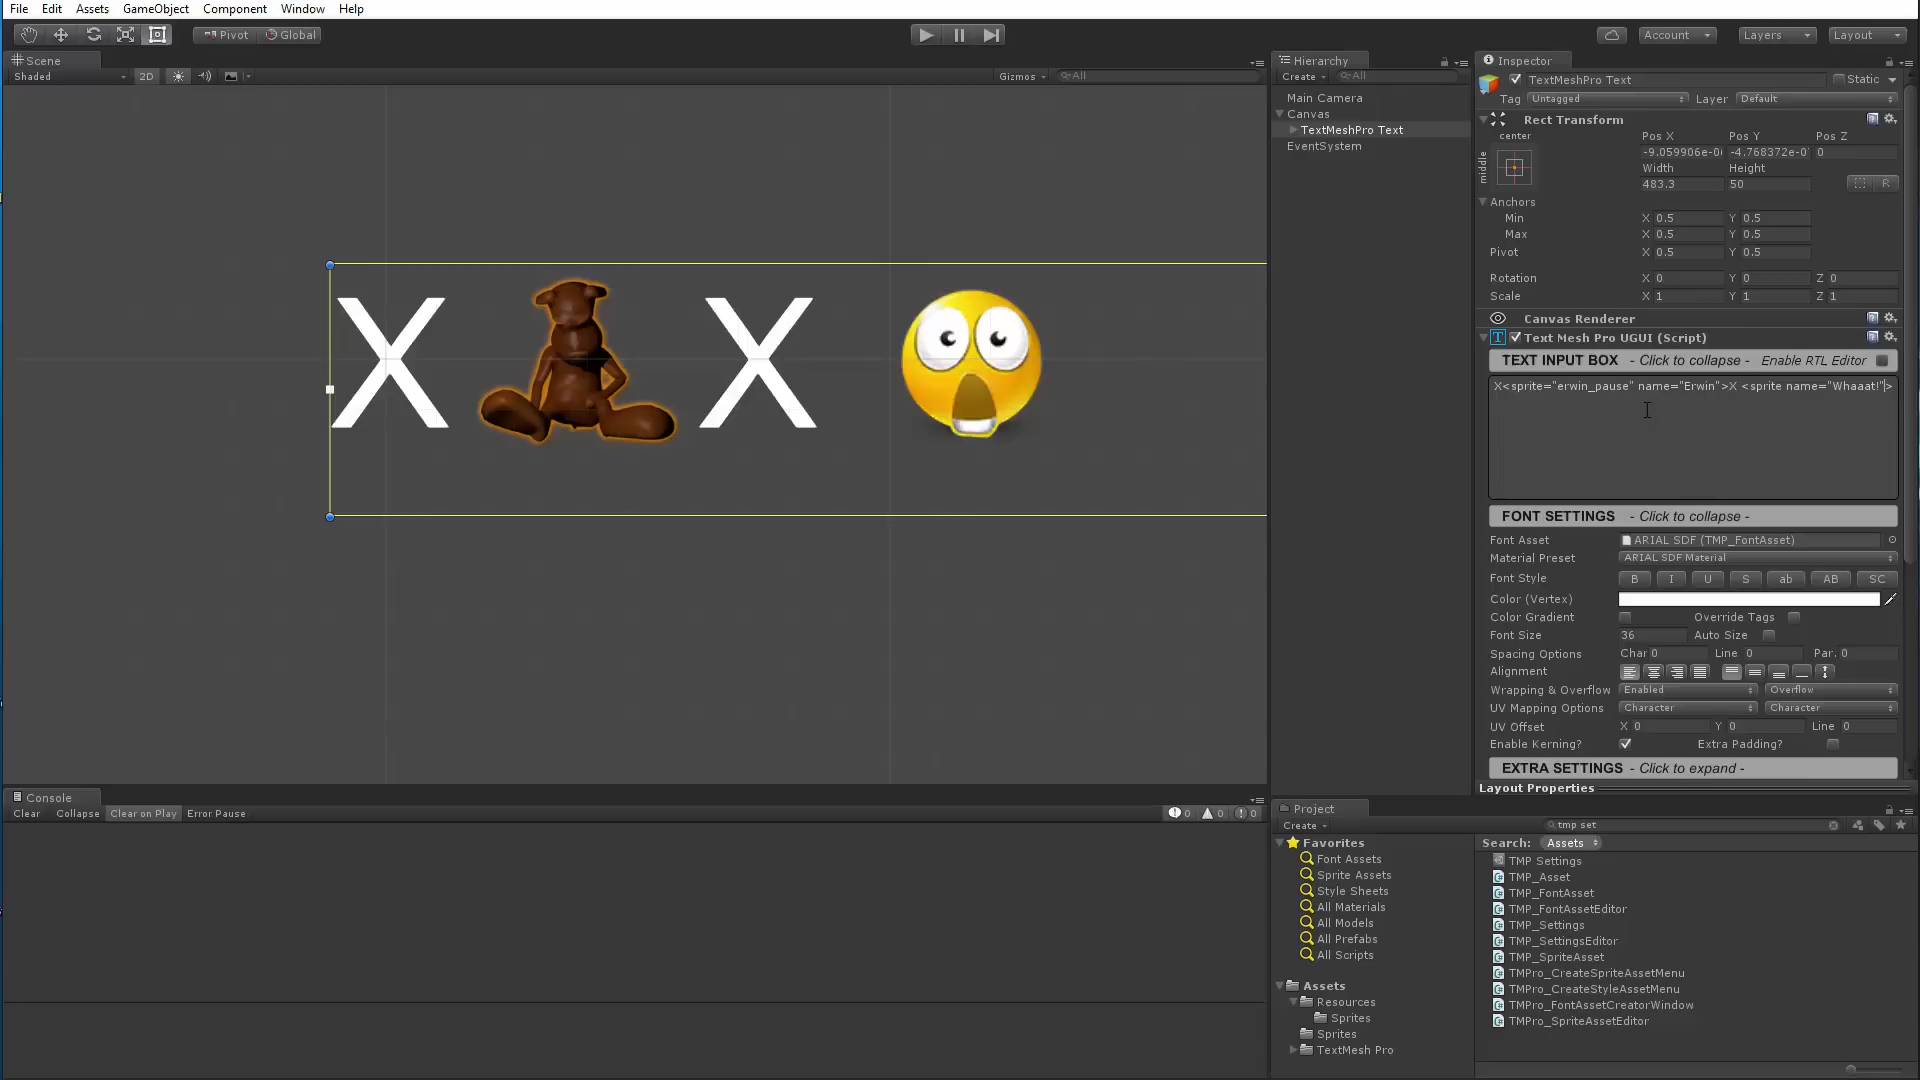 File Edit Assets GameObject Component Window Help
Pivot Global
Account Layers Layout
Scene
Shaded 2D Gizmos All
X X
Console
Clear Collapse Clear on Play Error Pause 0 0 0
Hierarchy
Create All
Main Camera
Canvas
TextMeshPro Text
EventSystem
Inspector
TextMeshPro Text Static
Tag Untagged Layer Default
Rect Transform
center Pos X Pos Y Pos Z
middle -9.059906e-0 -4.768372e-0 0
Width Height
483.3 50 R
Anchors
Min X 0.5 Y 0.5
Max X 0.5 Y 0.5
Pivot X 0.5 Y 0.5
Rotation X 0 Y 0 Z 0
Scale X 1 Y 1 Z 1
Canvas Renderer
Text Mesh Pro UGUI (Script)
TEXT INPUT BOX - Click to collapse - Enable RTL Editor
X<sprite="erwin_pause" name="Erwin">X <sprite name="Whaaat!">
FONT SETTINGS - Click to collapse -
Font Asset ARIAL SDF (TMP_FontAsset)
Material Preset ARIAL SDF Material
Font Style B I U S ab AB SC
Color (Vertex)
Color Gradient Override Tags
Font Size 36 Auto Size
Spacing Options Char 0 Line 0 Par. 0
Alignment
Wrapping & Overflow Enabled Overflow
UV Mapping Options Character Character
UV Offset X 0 Y 0 Line 0
Enable Kerning? Extra Padding?
EXTRA SETTINGS - Click to expand -
Layout Properties
Project
Create tmp set
Favorites
Font Assets
Sprite Assets
Style Sheets
All Materials
All Models
All Prefabs
All Scripts
Assets
Resources
Sprites
Sprites
TextMesh Pro
Search: Assets
TMP Settings
TMP_Asset
TMP_FontAsset
TMP_FontAssetEditor
TMP_Settings
TMP_SettingsEditor
TMP_SpriteAsset
TMPro_CreateSpriteAssetMenu
TMPro_CreateStyleAssetMenu
TMPro_FontAssetCreatorWindow
TMPro_SpriteAssetEditor